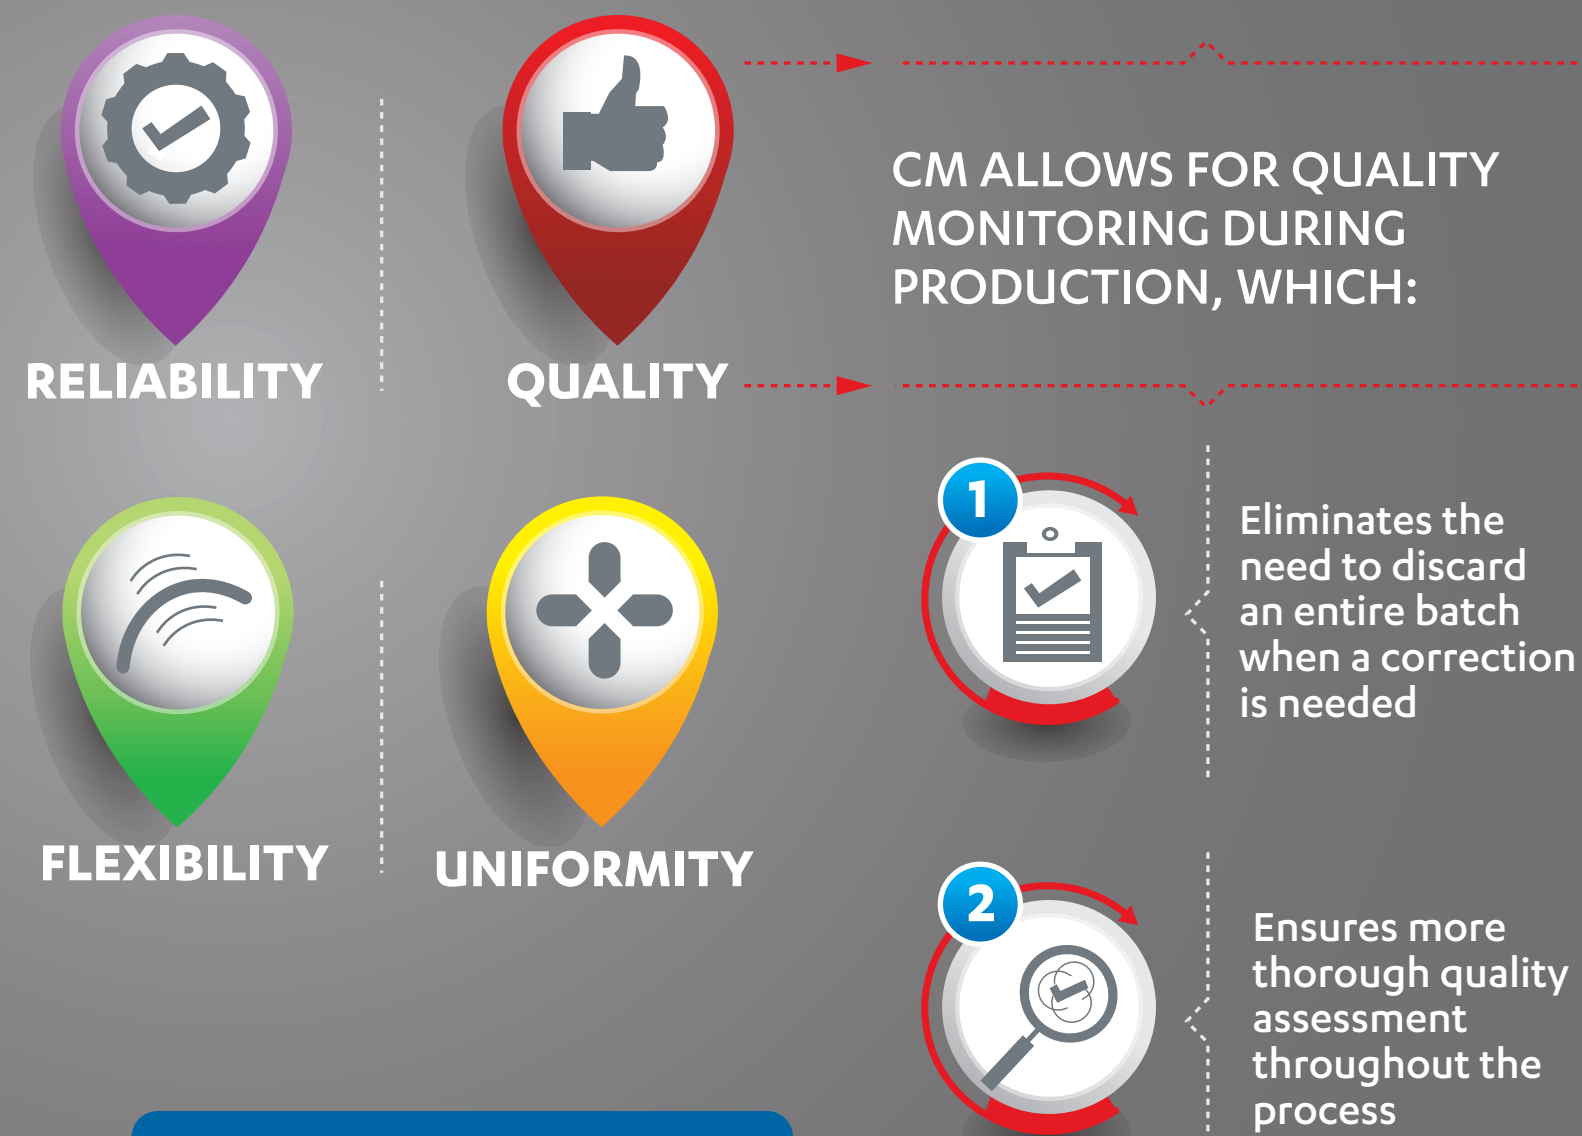 RELIABILITY
QUALITY
FLEXIBILITY
UNIFORMITY
CM ALLOWS FOR QUALITY
MONITORING DURING
PRODUCTION, WHICH:
1
Eliminates the
need to discard
an entire batch
when a correction
is needed
2
Ensures more
thorough quality
assessment
throughout the
process